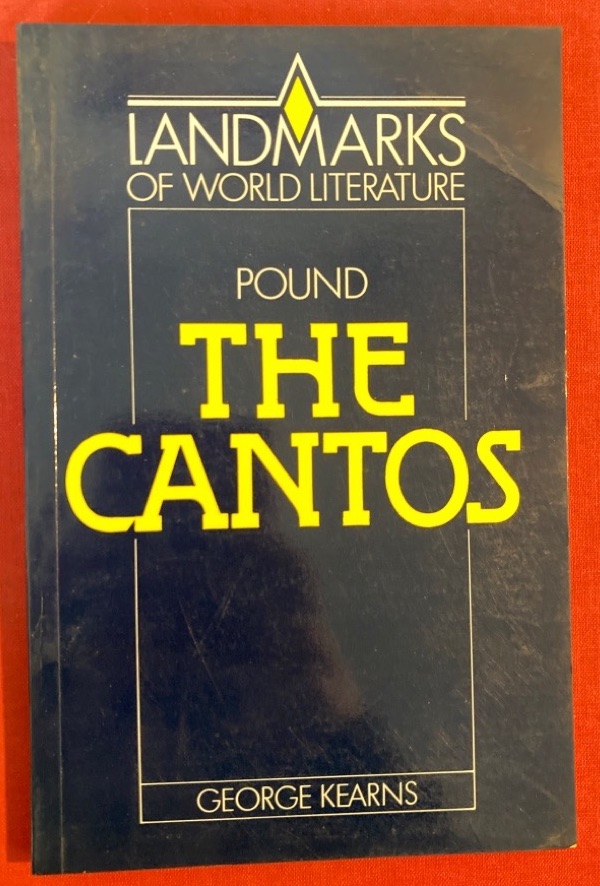 LANDMARKS
OF WORLD LITERATURE
POUND
THE
CANTOS
GEORGE KEARNS